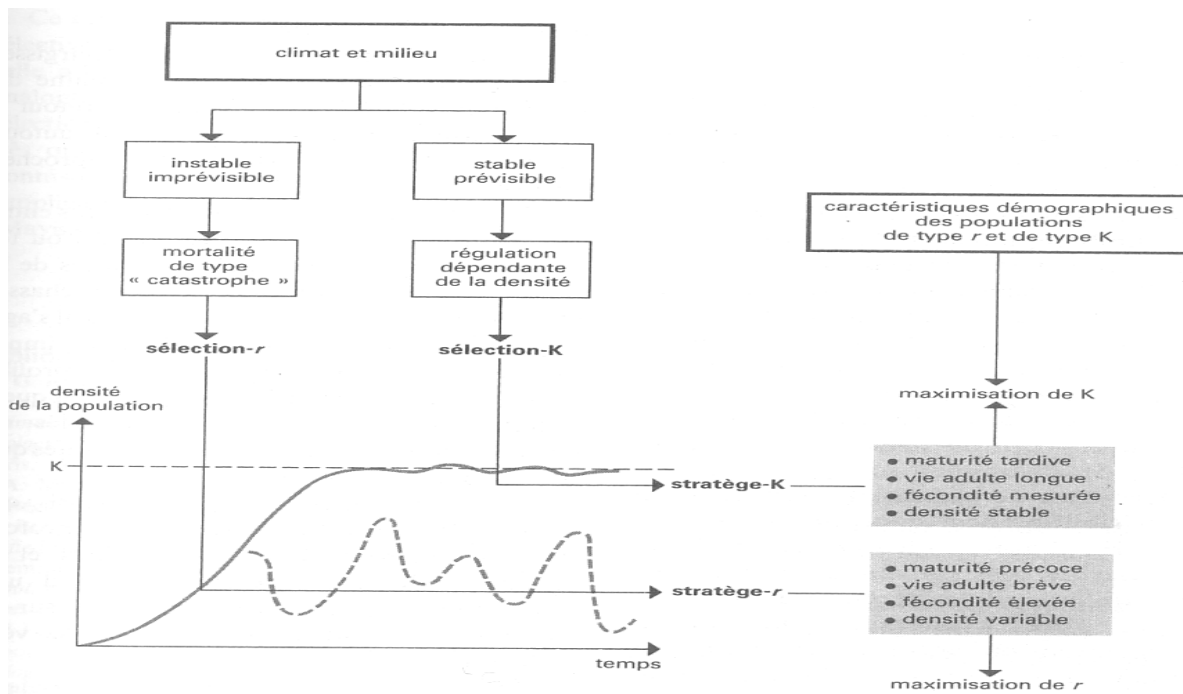 climat et milieu
instable
imprévisible
stable
prévisible
mortalité
de type
« catastrophe »
régulation
dépendante
de la densité
sélection-r
sélection-K
caractéristiques démographiques
des populations
de type r et de type K
maximisation de K
densité
de la population
K
stratège-K
• maturité tardive
• vie adulte longue
• fécondité mesurée
• densité stable
stratège-r
• maturité précoce
• vie adulte brève
• fécondité élevée
• densité variable
temps
maximisation de r